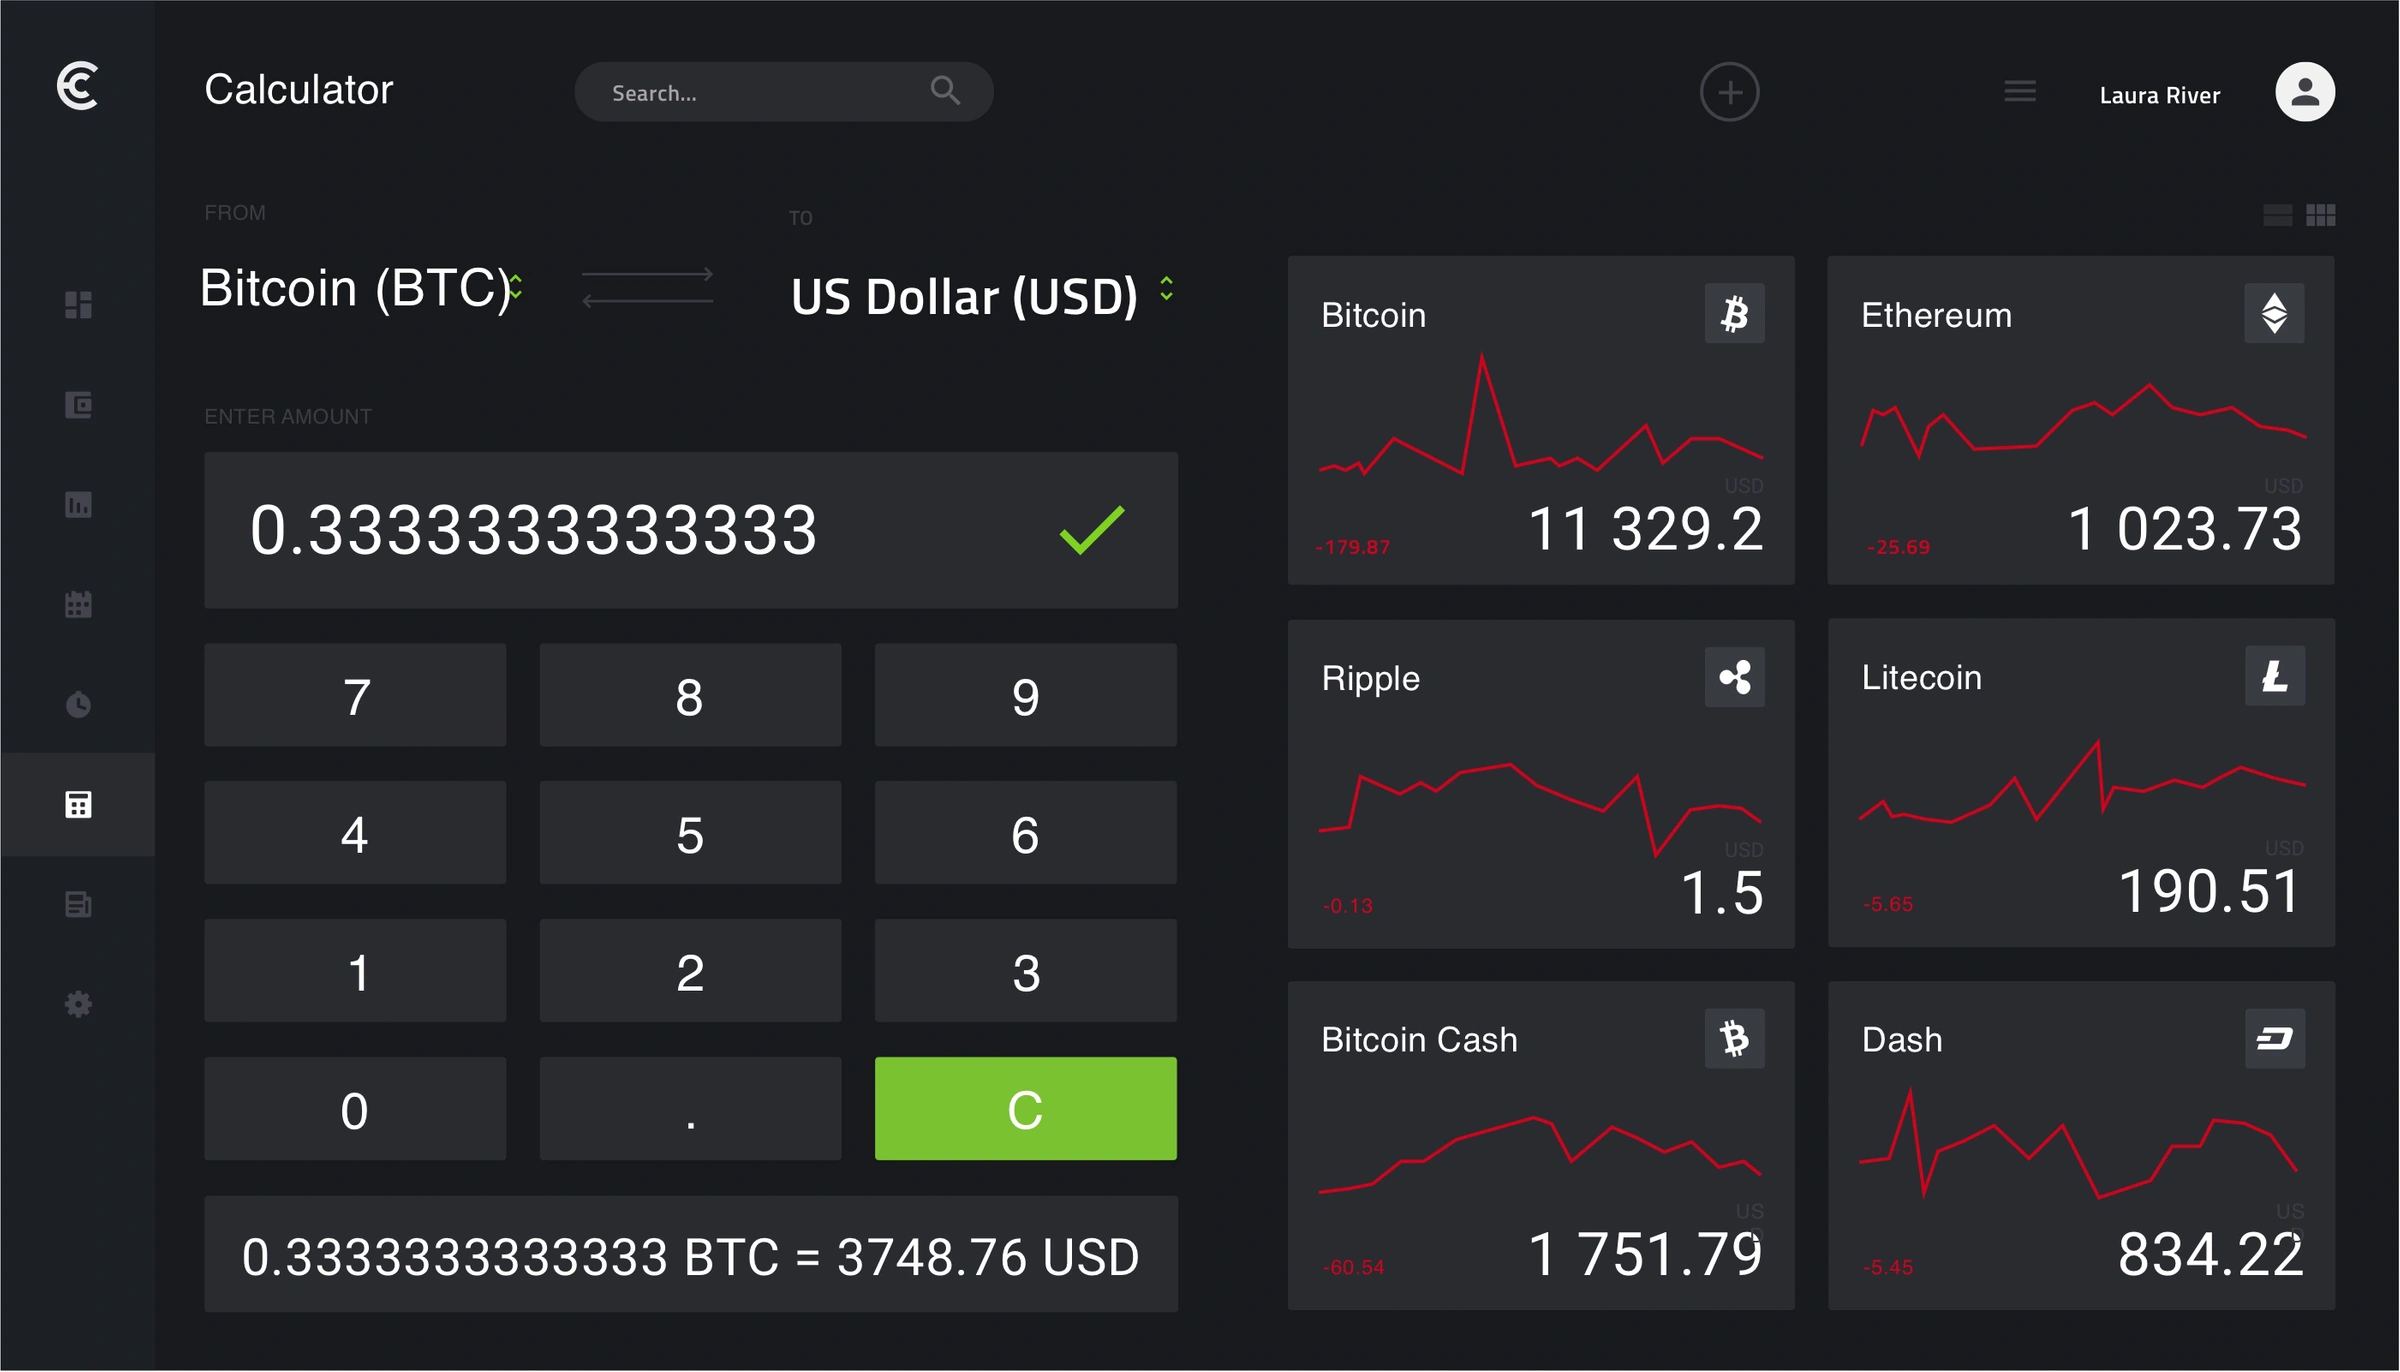 Calculator
Search...
Laura River
FROM
TO
Bitcoin (BTC)
US Dollar (USD)
ENTER AMOUNT
0.3333333333333
7 8 9
4 5 6
1 2 3
0 . C
0.3333333333333 BTC = 3748.76 USD
Bitcoin
USD
-179.87 11 329.2
Ethereum
USD
-25.69 1 023.73
Ripple
USD
-0.13 1.5
Litecoin
USD
-5.65 190.51
Bitcoin Cash
US
D
-60.54 1 751.79
Dash
US
D
-5.45 834.22